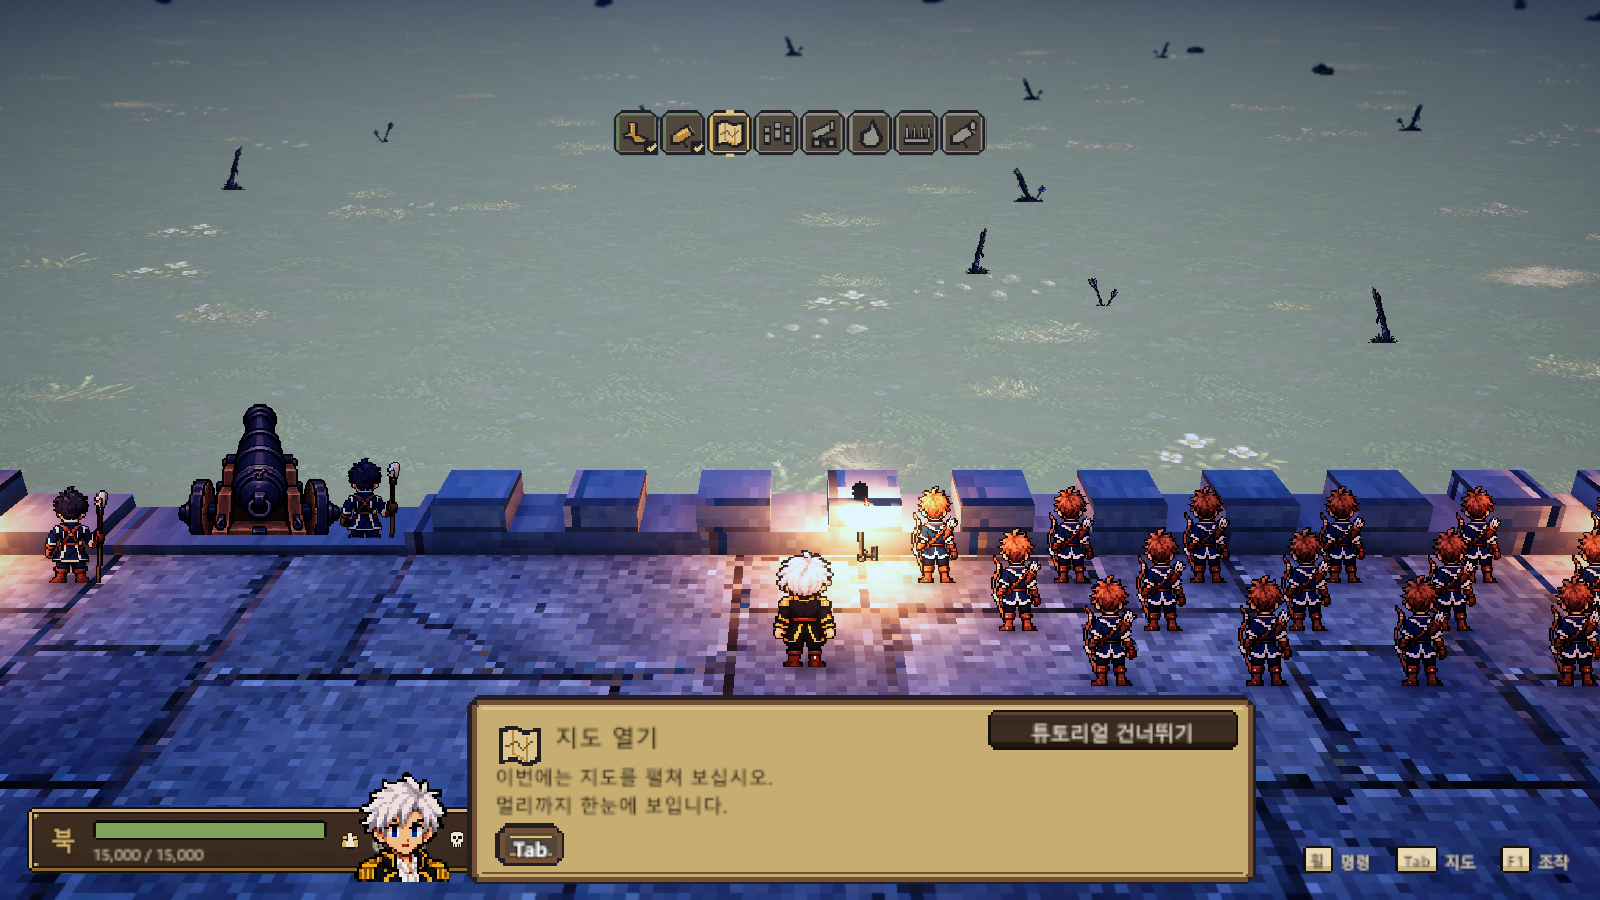 지도 열기
튜토리얼 건너뛰기
이번에는 지도를 펼쳐 보십시오.
멀리까지 한눈에 보입니다.
Tab
북
15,000 / 15,000
휠 명령 Tab 지도 F1 조작